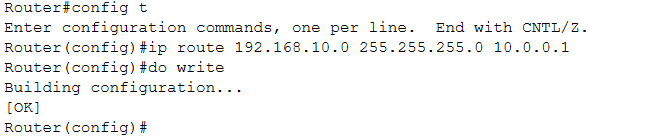 Router#config t
Enter configuration commands, one per line.  End with CNTL/Z.
Router(config)#ip route 192.168.10.0 255.255.255.0 10.0.0.1
Router(config)#do write
Building configuration...
[OK]
Router(config)#